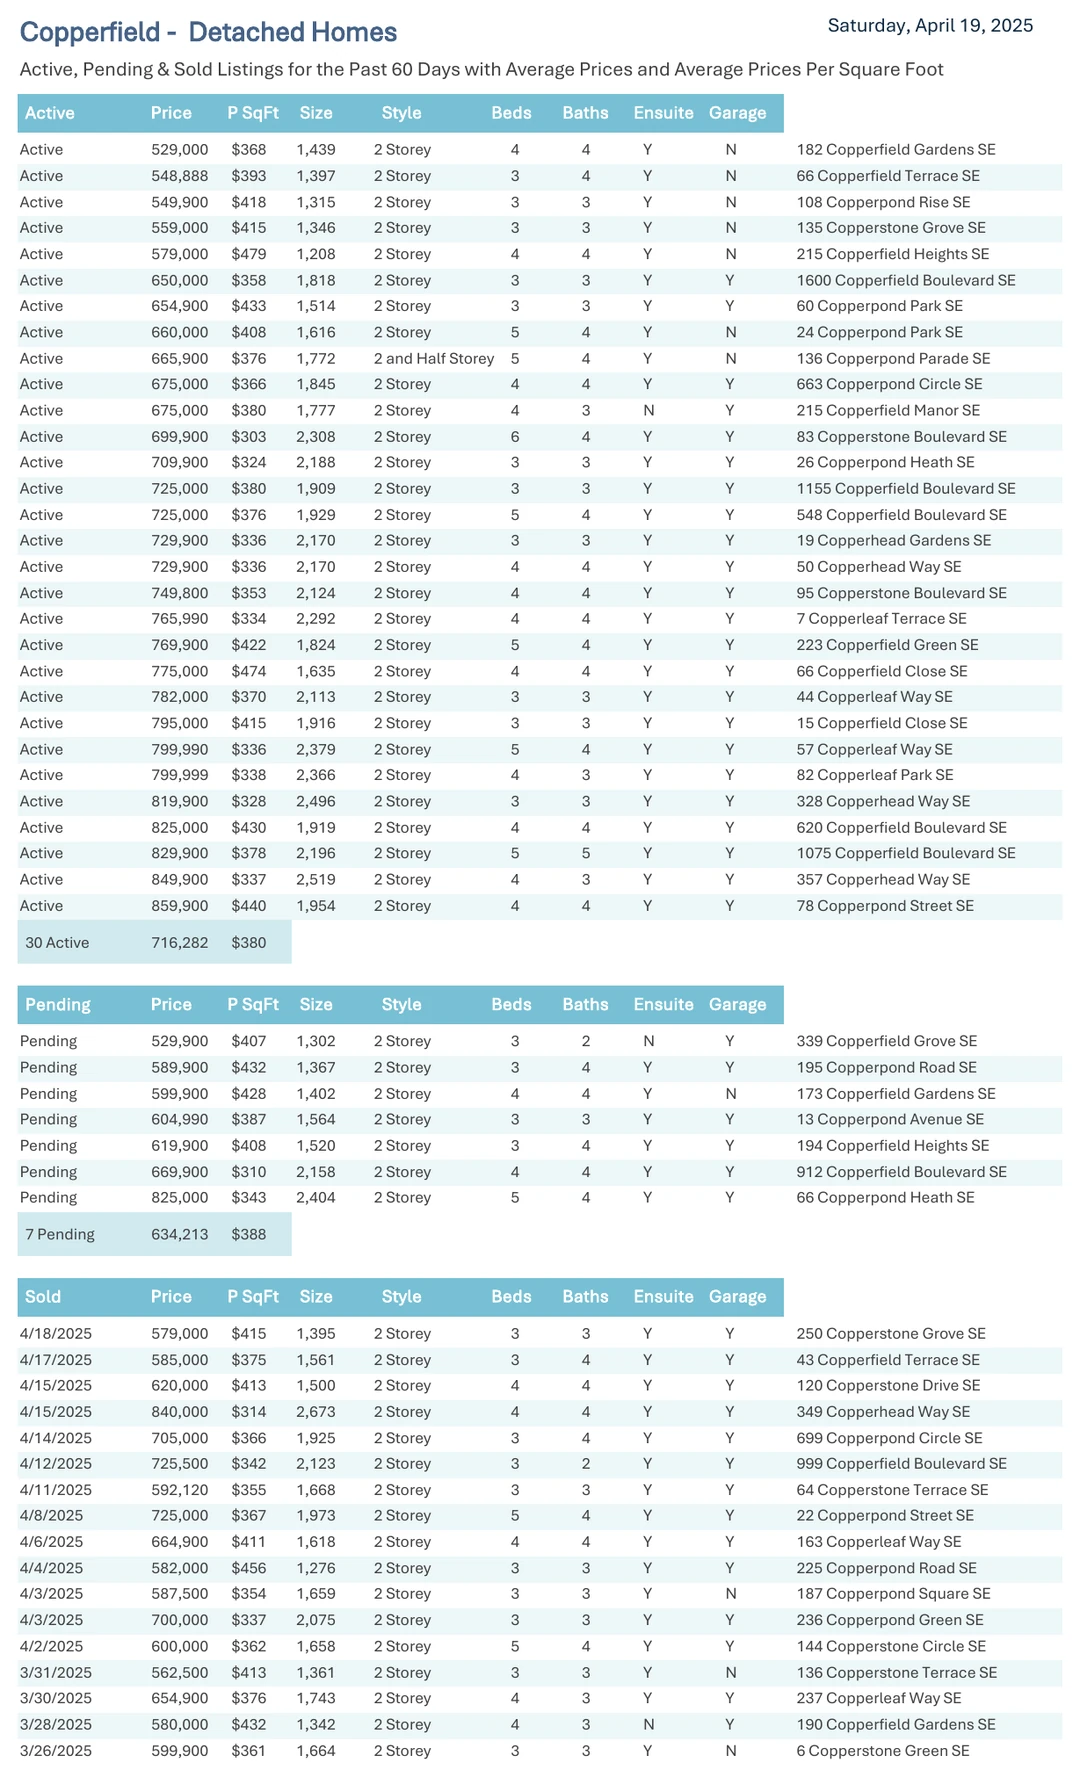 Copperfield - Detached Homes
Saturday, April 19, 2025
Active, Pending & Sold Listings for the Past 60 Days with Average Prices and Average Prices Per Square Foot
Active Price P SqFt Size Style Beds Baths Ensuite Garage
Active 529,000 $368 1,439 2 Storey 4 4 Y N 182 Copperfield Gardens SE
Active 548,888 $393 1,397 2 Storey 3 4 Y N 66 Copperfield Terrace SE
Active 549,900 $418 1,315 2 Storey 3 3 Y N 108 Copperpond Rise SE
Active 559,000 $415 1,346 2 Storey 3 3 Y N 135 Copperstone Grove SE
Active 579,000 $479 1,208 2 Storey 4 4 Y N 215 Copperfield Heights SE
Active 650,000 $358 1,818 2 Storey 3 3 Y Y 1600 Copperfield Boulevard SE
Active 654,900 $433 1,514 2 Storey 3 3 Y Y 60 Copperpond Park SE
Active 660,000 $408 1,616 2 Storey 5 4 Y N 24 Copperpond Park SE
Active 665,900 $376 1,772 2 and Half Storey 5 4 Y N 136 Copperpond Parade SE
Active 675,000 $366 1,845 2 Storey 4 4 Y Y 663 Copperpond Circle SE
Active 675,000 $380 1,777 2 Storey 4 3 N Y 215 Copperfield Manor SE
Active 699,900 $303 2,308 2 Storey 6 4 Y Y 83 Copperstone Boulevard SE
Active 709,900 $324 2,188 2 Storey 3 3 Y Y 26 Copperpond Heath SE
Active 725,000 $380 1,909 2 Storey 3 3 Y Y 1155 Copperfield Boulevard SE
Active 725,000 $376 1,929 2 Storey 5 4 Y Y 548 Copperfield Boulevard SE
Active 729,900 $336 2,170 2 Storey 3 3 Y Y 19 Copperhead Gardens SE
Active 729,900 $336 2,170 2 Storey 4 4 Y Y 50 Copperhead Way SE
Active 749,800 $353 2,124 2 Storey 4 4 Y Y 95 Copperstone Boulevard SE
Active 765,990 $334 2,292 2 Storey 4 4 Y Y 7 Copperleaf Terrace SE
Active 769,900 $422 1,824 2 Storey 5 4 Y Y 223 Copperfield Green SE
Active 775,000 $474 1,635 2 Storey 4 4 Y Y 66 Copperfield Close SE
Active 782,000 $370 2,113 2 Storey 3 3 Y Y 44 Copperleaf Way SE
Active 795,000 $415 1,916 2 Storey 3 3 Y Y 15 Copperfield Close SE
Active 799,990 $336 2,379 2 Storey 5 4 Y Y 57 Copperleaf Way SE
Active 799,999 $338 2,366 2 Storey 4 3 Y Y 82 Copperleaf Park SE
Active 819,900 $328 2,496 2 Storey 3 3 Y Y 328 Copperhead Way SE
Active 825,000 $430 1,919 2 Storey 4 4 Y Y 620 Copperfield Boulevard SE
Active 829,900 $378 2,196 2 Storey 5 5 Y Y 1075 Copperfield Boulevard SE
Active 849,900 $337 2,519 2 Storey 4 3 Y Y 357 Copperhead Way SE
Active 859,900 $440 1,954 2 Storey 4 4 Y Y 78 Copperpond Street SE
30 Active 716,282 $380
Pending Price P SqFt Size Style Beds Baths Ensuite Garage
Pending 529,900 $407 1,302 2 Storey 3 2 N Y 339 Copperfield Grove SE
Pending 589,900 $432 1,367 2 Storey 3 4 Y Y 195 Copperpond Road SE
Pending 599,900 $428 1,402 2 Storey 4 4 Y N 173 Copperfield Gardens SE
Pending 604,990 $387 1,564 2 Storey 3 3 Y Y 13 Copperpond Avenue SE
Pending 619,900 $408 1,520 2 Storey 3 4 Y Y 194 Copperfield Heights SE
Pending 669,900 $310 2,158 2 Storey 4 4 Y Y 912 Copperfield Boulevard SE
Pending 825,000 $343 2,404 2 Storey 5 4 Y Y 66 Copperpond Heath SE
7 Pending 634,213 $388
Sold Price P SqFt Size Style Beds Baths Ensuite Garage
4/18/2025 579,000 $415 1,395 2 Storey 3 3 Y Y 250 Copperstone Grove SE
4/17/2025 585,000 $375 1,561 2 Storey 3 4 Y Y 43 Copperfield Terrace SE
4/15/2025 620,000 $413 1,500 2 Storey 4 4 Y Y 120 Copperstone Drive SE
4/15/2025 840,000 $314 2,673 2 Storey 4 4 Y Y 349 Copperhead Way SE
4/14/2025 705,000 $366 1,925 2 Storey 3 4 Y Y 699 Copperpond Circle SE
4/12/2025 725,500 $342 2,123 2 Storey 3 2 Y Y 999 Copperfield Boulevard SE
4/11/2025 592,120 $355 1,668 2 Storey 3 3 Y Y 64 Copperstone Terrace SE
4/8/2025 725,000 $367 1,973 2 Storey 5 4 Y Y 22 Copperpond Street SE
4/6/2025 664,900 $411 1,618 2 Storey 4 4 Y Y 163 Copperleaf Way SE
4/4/2025 582,000 $456 1,276 2 Storey 3 3 Y Y 225 Copperpond Road SE
4/3/2025 587,500 $354 1,659 2 Storey 3 3 Y N 187 Copperpond Square SE
4/3/2025 700,000 $337 2,075 2 Storey 3 3 Y Y 236 Copperpond Green SE
4/2/2025 600,000 $362 1,658 2 Storey 5 4 Y Y 144 Copperstone Circle SE
3/31/2025 562,500 $413 1,361 2 Storey 3 3 Y N 136 Copperstone Terrace SE
3/30/2025 654,900 $376 1,743 2 Storey 4 3 Y Y 237 Copperleaf Way SE
3/28/2025 580,000 $432 1,342 2 Storey 4 3 N Y 190 Copperfield Gardens SE
3/26/2025 599,900 $361 1,664 2 Storey 3 3 Y N 6 Copperstone Green SE